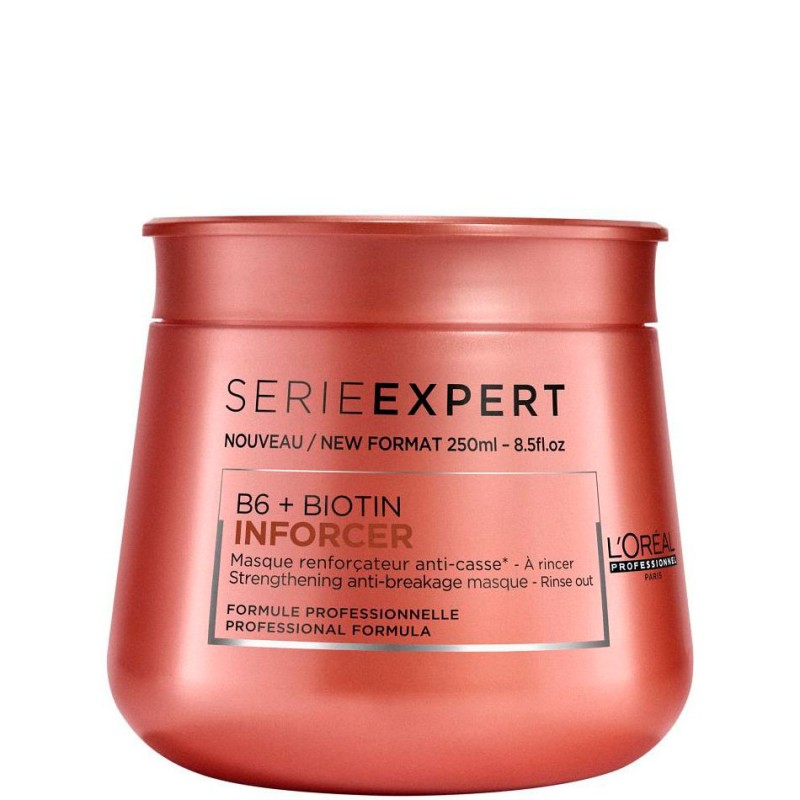 SERIEEXPERT
NOUVEAU / NEW FORMAT 250ml - 8.5fl.oz
B6 + BIOTIN
INFORCER
Masque renforçateur anti-casse* - À rincer
Strengthening anti-breakage masque - Rinse out
FORMULE PROFESSIONNELLE
PROFESSIONAL FORMULA
L'ORÉAL
PROFESSIONNEL
PARIS